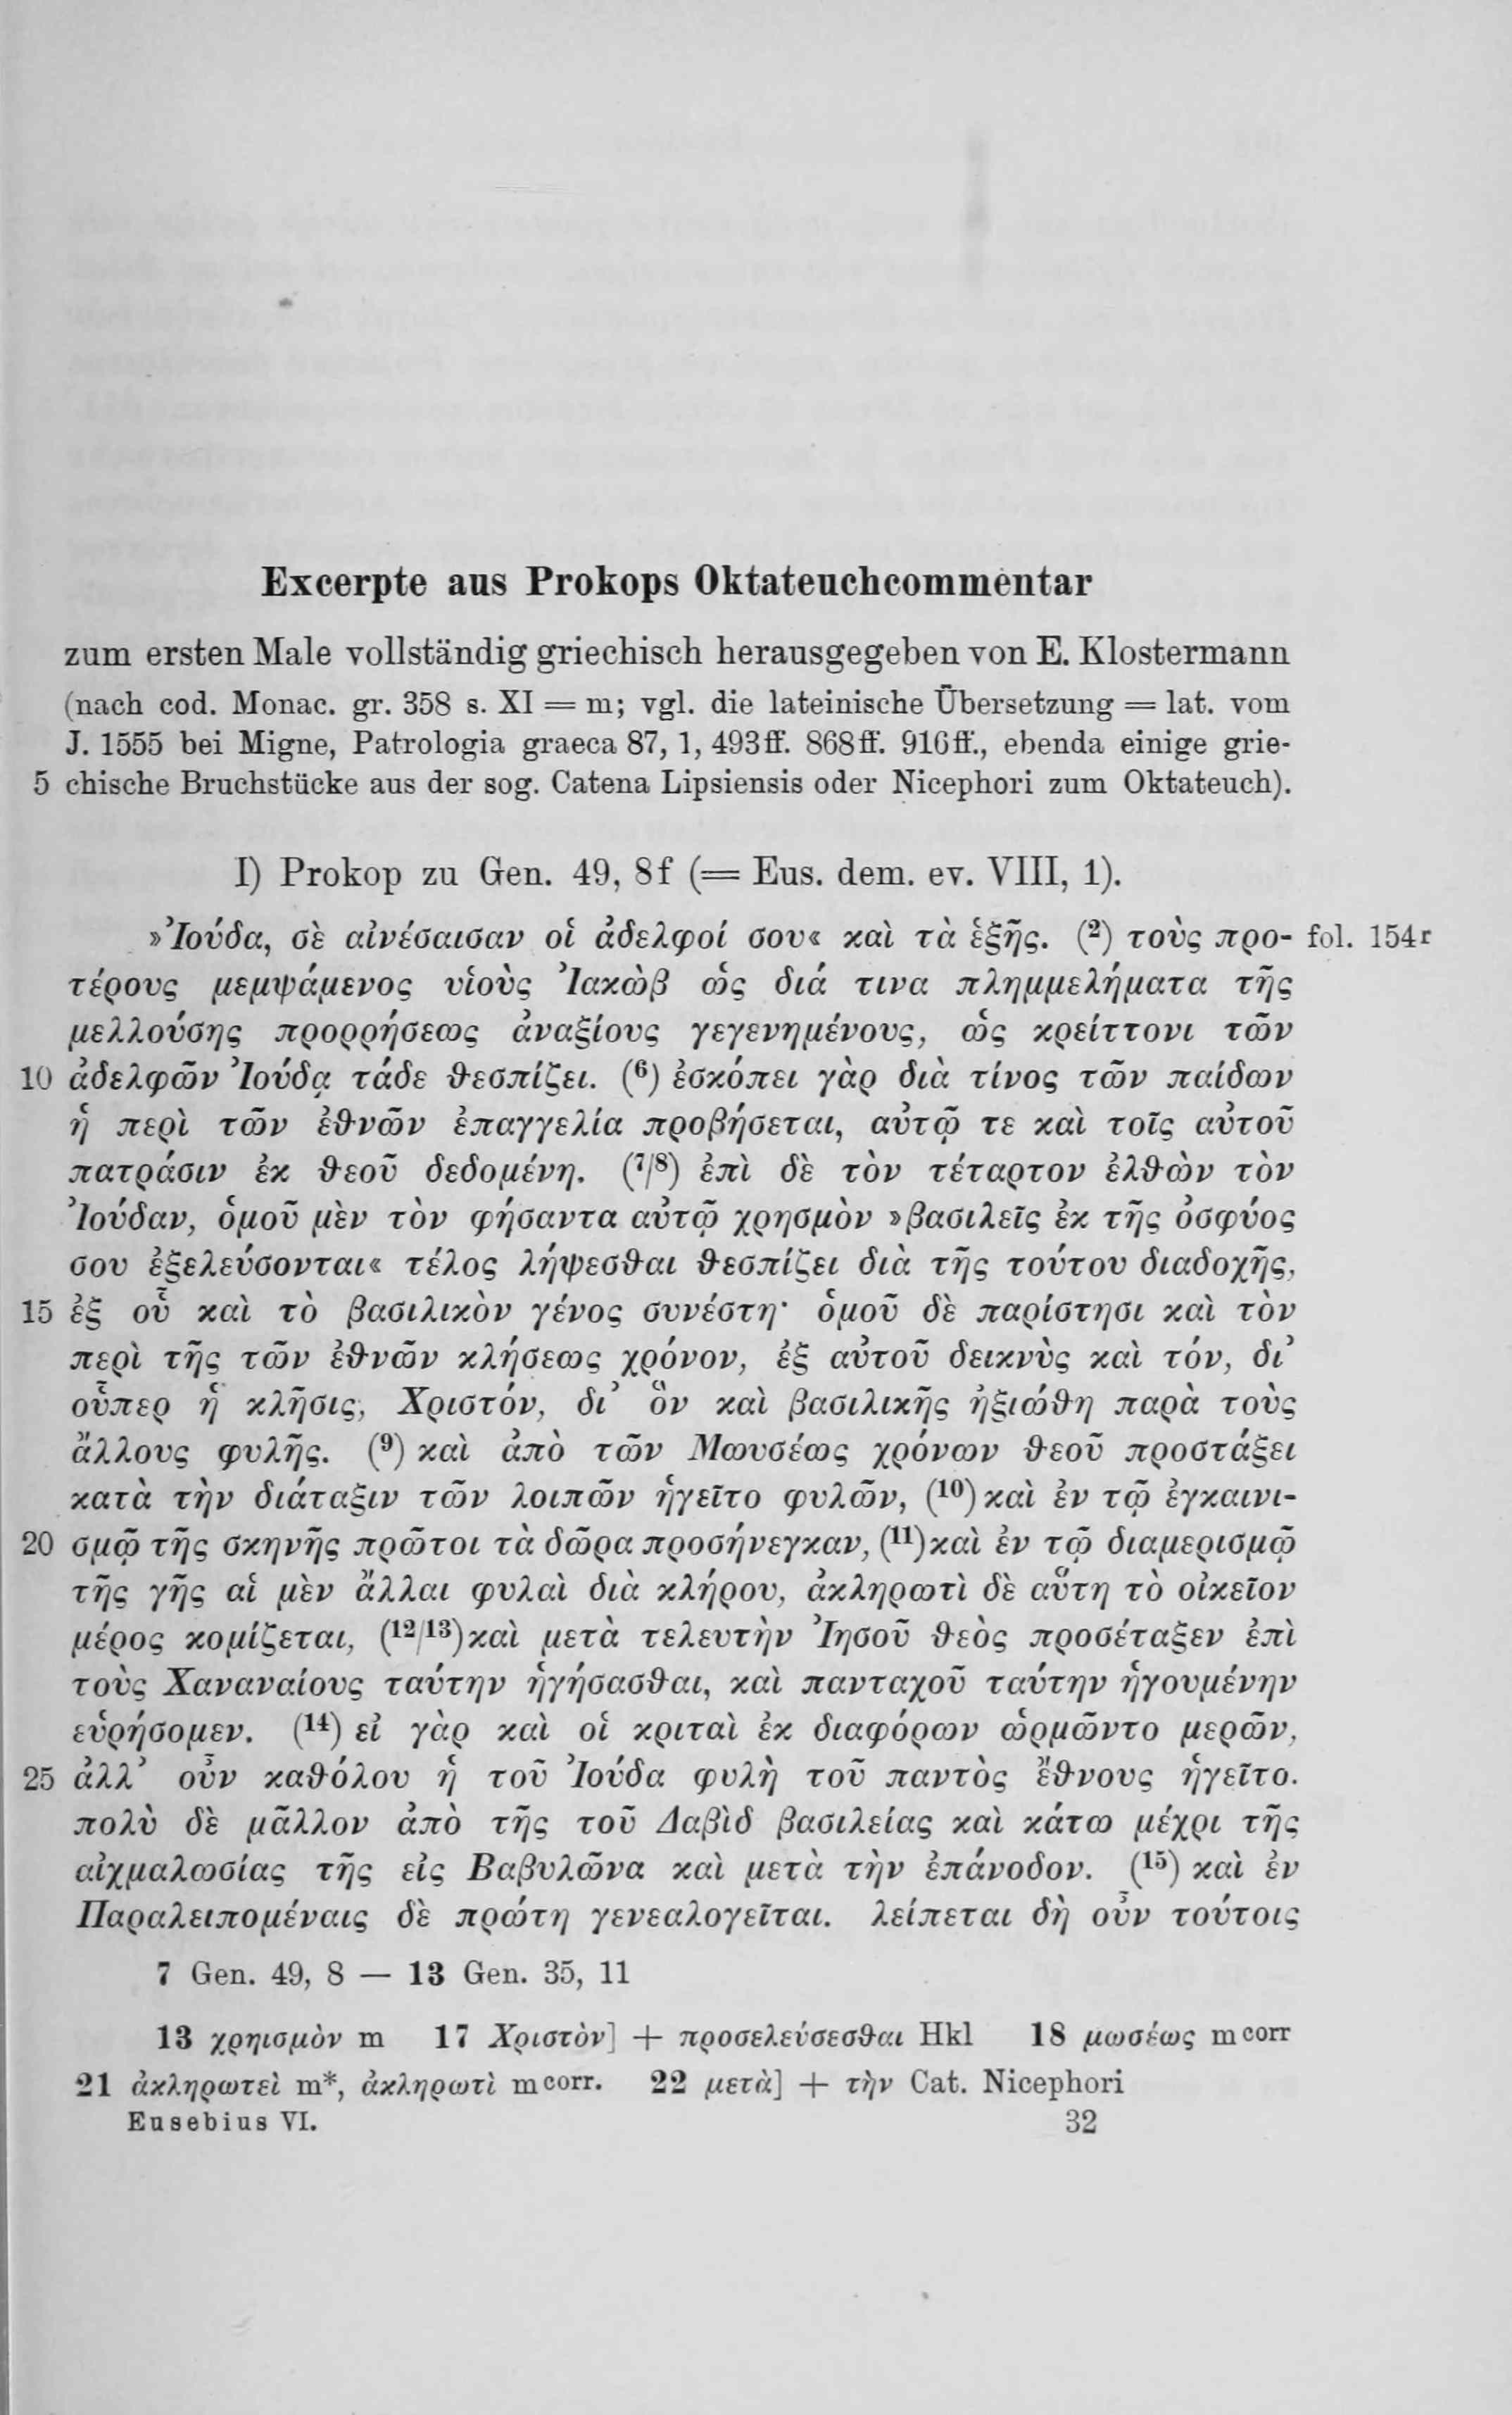 Excerpte aus Prokops Oktateuchcommentar
zum ersten Male vollständig griechisch herausgegeben von E. Klostermann
(nach cod. Monac. gr. 358 s. XI = m; vgl. die lateinische Übersetzung = lat. vom
J. 1555 bei Migne, Patrologia graeca 87, 1, 493ff. 868ff. 916ff., ebenda einige grie-
5 chische Bruchstücke aus der sog. Catena Lipsiensis oder Nicephori zum Oktateuch).
I) Prokop zu Gen. 49, 8f (= Eus. dem. ev. VIII, 1).
»Ἰούδα, σὲ αἰνέσαισαν οἱ ἀδελφοί σου« καὶ τὰ ἑξῆς. (²) τοὺς προ- fol. 154r
τέρους μεμψάμενος υἱοὺς Ἰακὼβ ὡς διά τινα πλημμελήματα τῆς
μελλούσης προρρήσεως ἀναξίους γεγενημένους, ὡς κρείττονι τῶν
10 ἀδελφῶν Ἰούδᾳ τάδε θεσπίζει. (⁶) ἐσκόπει γὰρ διὰ τίνος τῶν παίδων
ἡ περὶ τῶν ἐθνῶν ἐπαγγελία προβήσεται, αὐτῷ τε καὶ τοῖς αὐτοῦ
πατράσιν ἐκ θεοῦ δεδομένη. (⁷/⁸) ἐπὶ δὲ τὸν τέταρτον ἐλθὼν τὸν
Ἰούδαν, ὁμοῦ μὲν τὸν φήσαντα αὐτῷ χρησμὸν »βασιλεῖς ἐκ τῆς ὀσφύος
σου ἐξελεύσονται« τέλος λήψεσθαι θεσπίζει διὰ τῆς τούτου διαδοχῆς,
15 ἐξ οὗ καὶ τὸ βασιλικὸν γένος συνέστη· ὁμοῦ δὲ παρίστησι καὶ τὸν
περὶ τῆς τῶν ἐθνῶν κλήσεως χρόνον, ἐξ αὐτοῦ δεικνὺς καὶ τόν, δι᾽
οὗπερ ἡ κλῆσις, Χριστόν, δι᾽ ὃν καὶ βασιλικῆς ἠξιώθη παρὰ τοὺς
ἄλλους φυλῆς. (⁹) καὶ ἀπὸ τῶν Μωυσέως χρόνων θεοῦ προστάξει
κατὰ τὴν διάταξιν τῶν λοιπῶν ἡγεῖτο φυλῶν, (¹⁰) καὶ ἐν τῷ ἐγκαινι-
20 σμῷ τῆς σκηνῆς πρῶτοι τὰ δῶρα προσήνεγκαν, (¹¹) καὶ ἐν τῷ διαμερισμῷ
τῆς γῆς αἱ μὲν ἄλλαι φυλαὶ διὰ κλήρου, ἀκληρωτὶ δὲ αὕτη τὸ οἰκεῖον
μέρος κομίζεται, (¹²/¹³) καὶ μετὰ τελευτὴν Ἰησοῦ θεὸς προσέταξεν ἐπὶ
τοὺς Χαναναίους ταύτην ἡγήσασθαι, καὶ πανταχοῦ ταύτην ἡγουμένην
εὑρήσομεν. (¹⁴) εἰ γὰρ καὶ οἱ κριταὶ ἐκ διαφόρων ὡρμῶντο μερῶν,
25 ἀλλ᾽ οὖν καθόλου ἡ τοῦ Ἰούδα φυλὴ τοῦ παντὸς ἔθνους ἡγεῖτο.
πολὺ δὲ μᾶλλον ἀπὸ τῆς τοῦ Δαβὶδ βασιλείας καὶ κάτω μέχρι τῆς
αἰχμαλωσίας τῆς εἰς Βαβυλῶνα καὶ μετὰ τὴν ἐπάνοδον. (¹⁵) καὶ ἐν
Παραλειπομέναις δὲ πρώτη γενεαλογεῖται. λείπεται δὴ οὖν τούτοις
7 Gen. 49, 8 — 13 Gen. 35, 11
13 χρηισμὸν m 17 Χριστὸν] + προσελεύσεσθαι Hkl 18 μωσέως m corr
21 ἀκληρωτεὶ m*, ἀκληρωτὶ m corr. 22 μετὰ] + τὴν Cat. Nicephori
Eusebius VI. 32